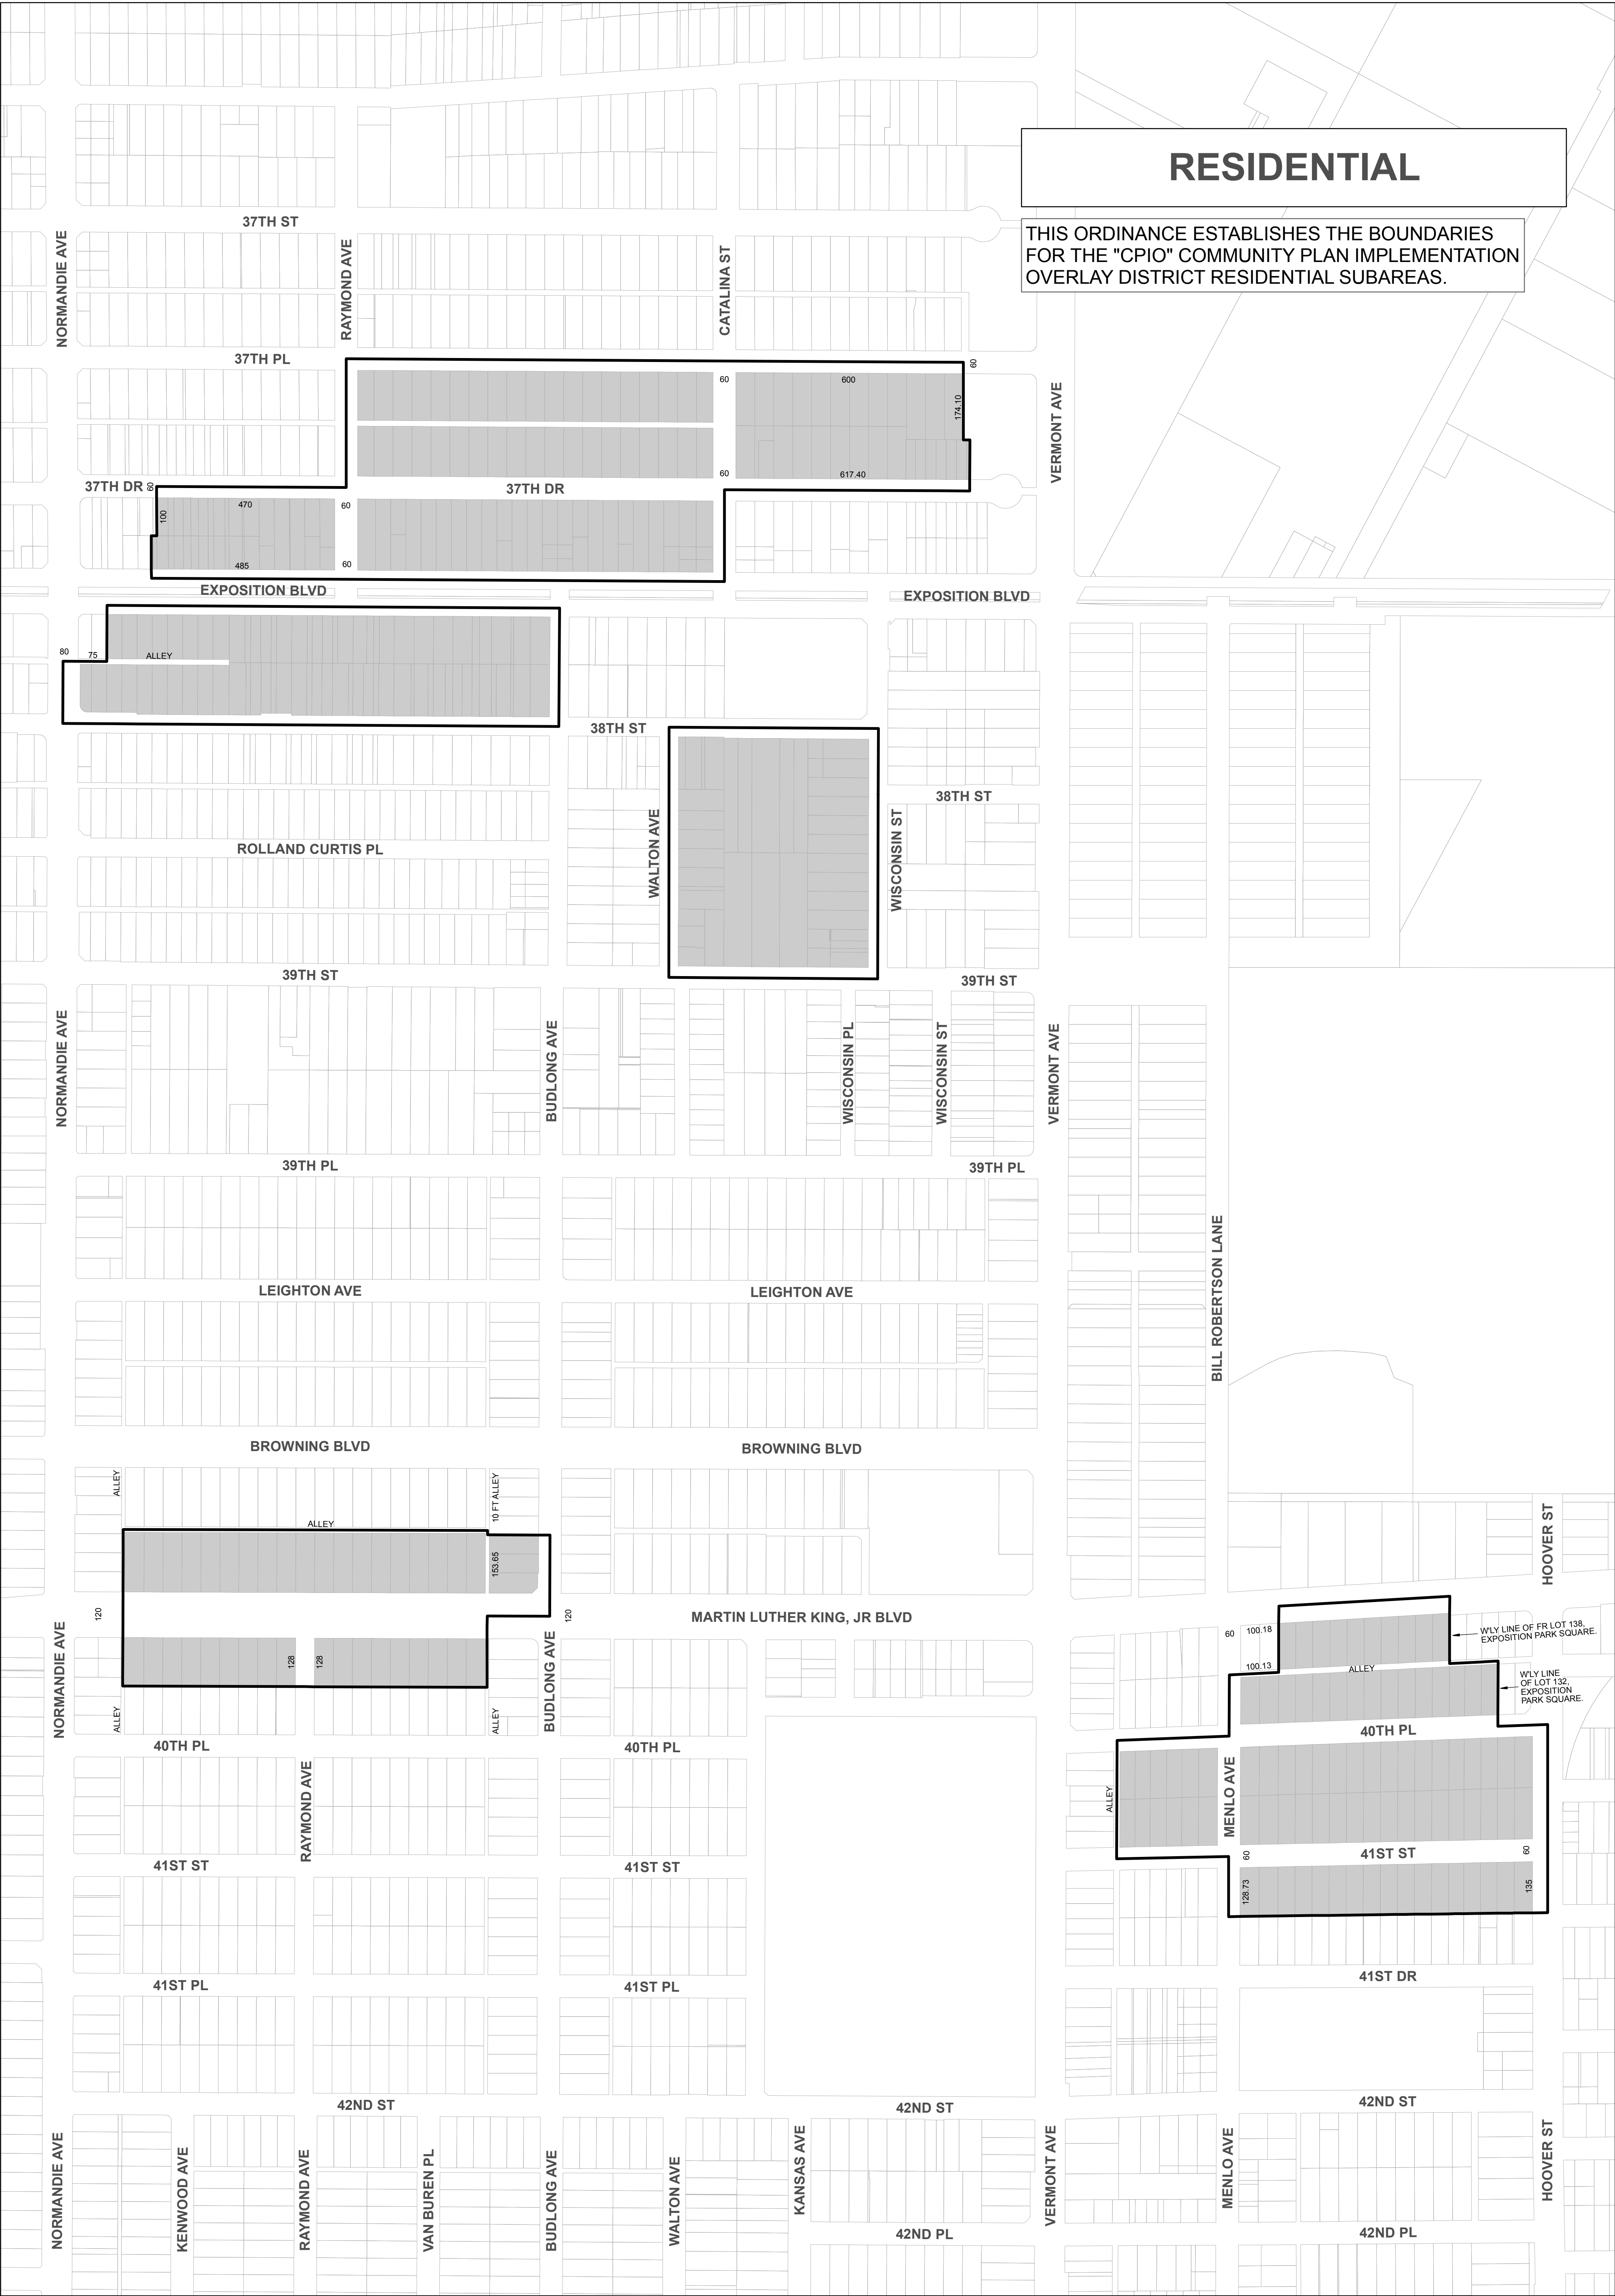 RESIDENTIAL
THIS ORDINANCE ESTABLISHES THE BOUNDARIES
FOR THE "CPIO" COMMUNITY PLAN IMPLEMENTATION
OVERLAY DISTRICT RESIDENTIAL SUBAREAS.
37TH ST
NORMANDIE AVE
RAYMOND AVE
CATALINA ST
37TH PL
60
60
600
174.10
VERMONT AVE
60
617.40
37TH DR
60
37TH DR
470
100
60
485
60
EXPOSITION BLVD
EXPOSITION BLVD
80
75
ALLEY
38TH ST
38TH ST
WALTON AVE
WISCONSIN ST
ROLLAND CURTIS PL
39TH ST
39TH ST
NORMANDIE AVE
BUDLONG AVE
WISCONSIN PL
WISCONSIN ST
VERMONT AVE
39TH PL
39TH PL
BILL ROBERTSON LANE
LEIGHTON AVE
LEIGHTON AVE
BROWNING BLVD
BROWNING BLVD
ALLEY
10 FT ALLEY
ALLEY
153.65
HOOVER ST
120
120
MARTIN LUTHER KING, JR BLVD
60
100.18
W'LY LINE OF FR LOT 138,
EXPOSITION PARK SQUARE.
128
128
100.13
ALLEY
W'LY LINE
OF LOT 132,
EXPOSITION
PARK SQUARE.
NORMANDIE AVE
BUDLONG AVE
ALLEY
ALLEY
40TH PL
40TH PL
40TH PL
RAYMOND AVE
ALLEY
MENLO AVE
41ST ST
41ST ST
41ST ST
60
60
128.73
135
41ST PL
41ST PL
41ST DR
42ND ST
42ND ST
42ND ST
NORMANDIE AVE
KENWOOD AVE
RAYMOND AVE
VAN BUREN PL
BUDLONG AVE
WALTON AVE
KANSAS AVE
VERMONT AVE
MENLO AVE
HOOVER ST
42ND PL
42ND PL